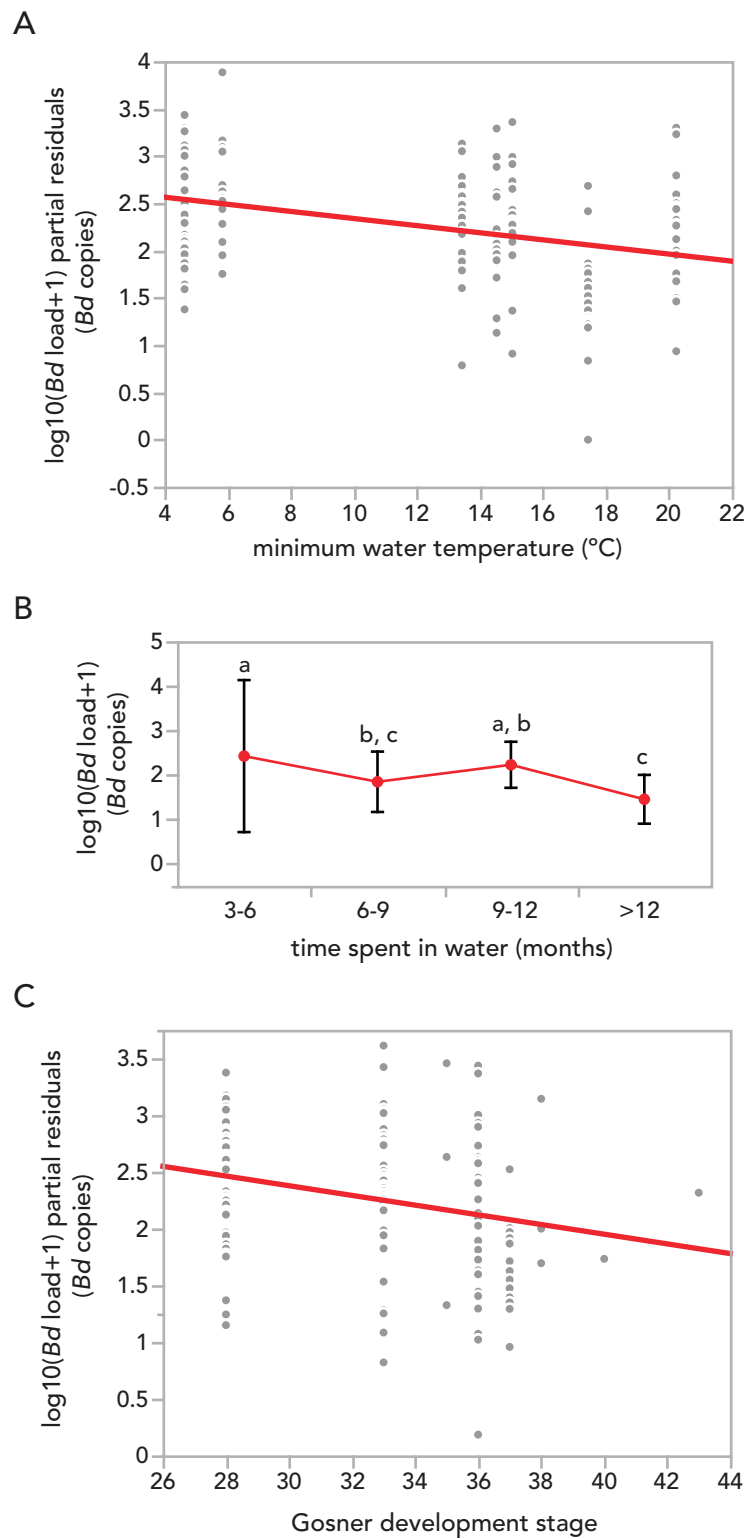 A
log10(Bd load+1) partial residuals
(Bd copies)
4
3.5
3
2.5
2
1.5
1
0.5
0
-0.5
4 6 8 10 12 14 16 18 20 22
minimum water temperature (°C)
B
log10(Bd load+1)
(Bd copies)
5
4
3
2
1
0
a
b, c
a, b
c
3-6 6-9 9-12 >12
time spent in water (months)
C
log10(Bd load+1) partial residuals
(Bd copies)
3.5
3
2.5
2
1.5
1
0.5
0
26 28 30 32 34 36 38 40 42 44
Gosner development stage